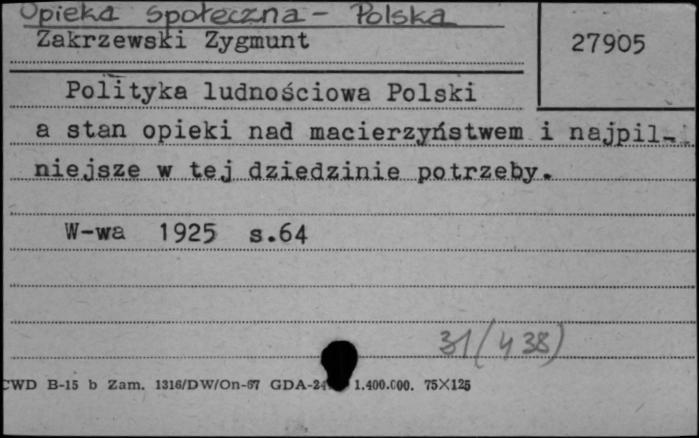 Opieka społeczna - Polska
Zakrzewski Zygmunt
27905
Polityka ludnościowa Polski
a stan opieki nad macierzyństwem i najpil-
niejsze w tej dziedzinie potrzeby.
W-wa 1925 s.64
31(438)
CWD B-15 b Zam. 1316/DW/On-67 GDA-24 1.400.000. 75X125